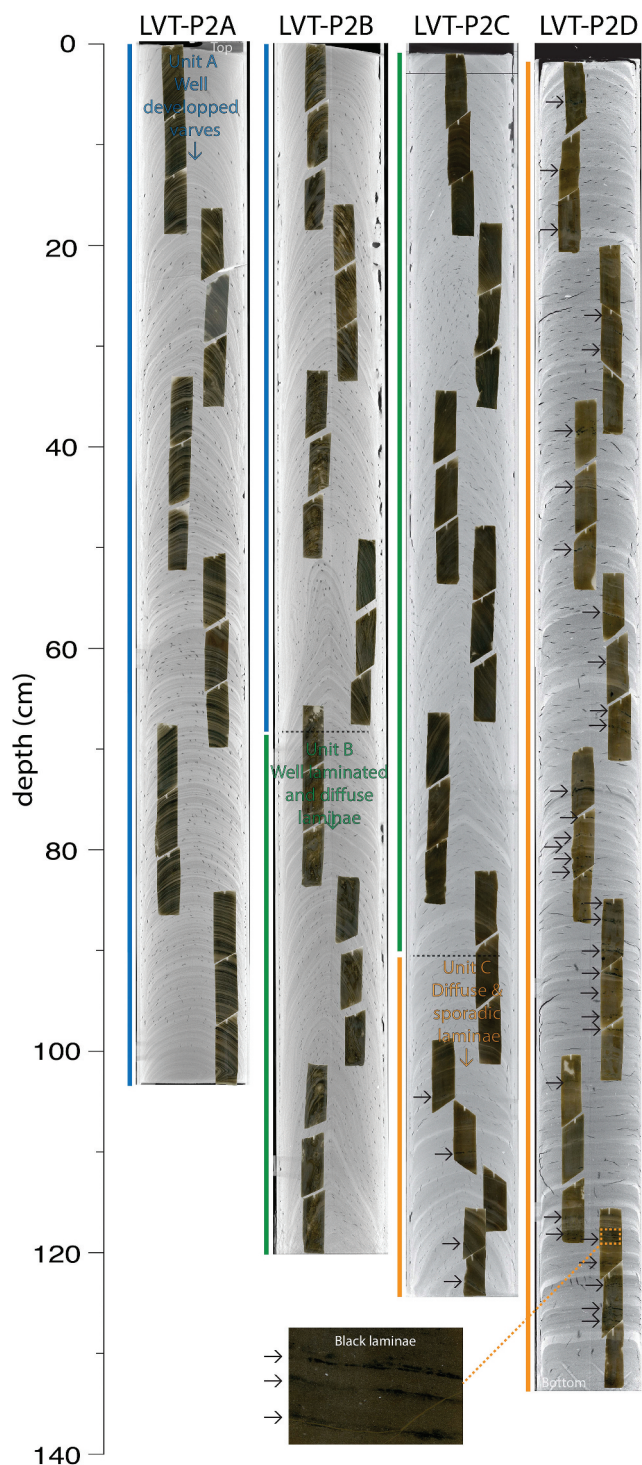 LVT-P2A
LVT-P2B
LVT-P2C
LVT-P2D
0
20
40
60
80
100
120
140
depth (cm)
Top
Unit A
Well
developped
varves
Unit B
Well laminated
and diffuse
laminae
Unit C
Diffuse &
sporadic
laminae
Black laminae
Bottom